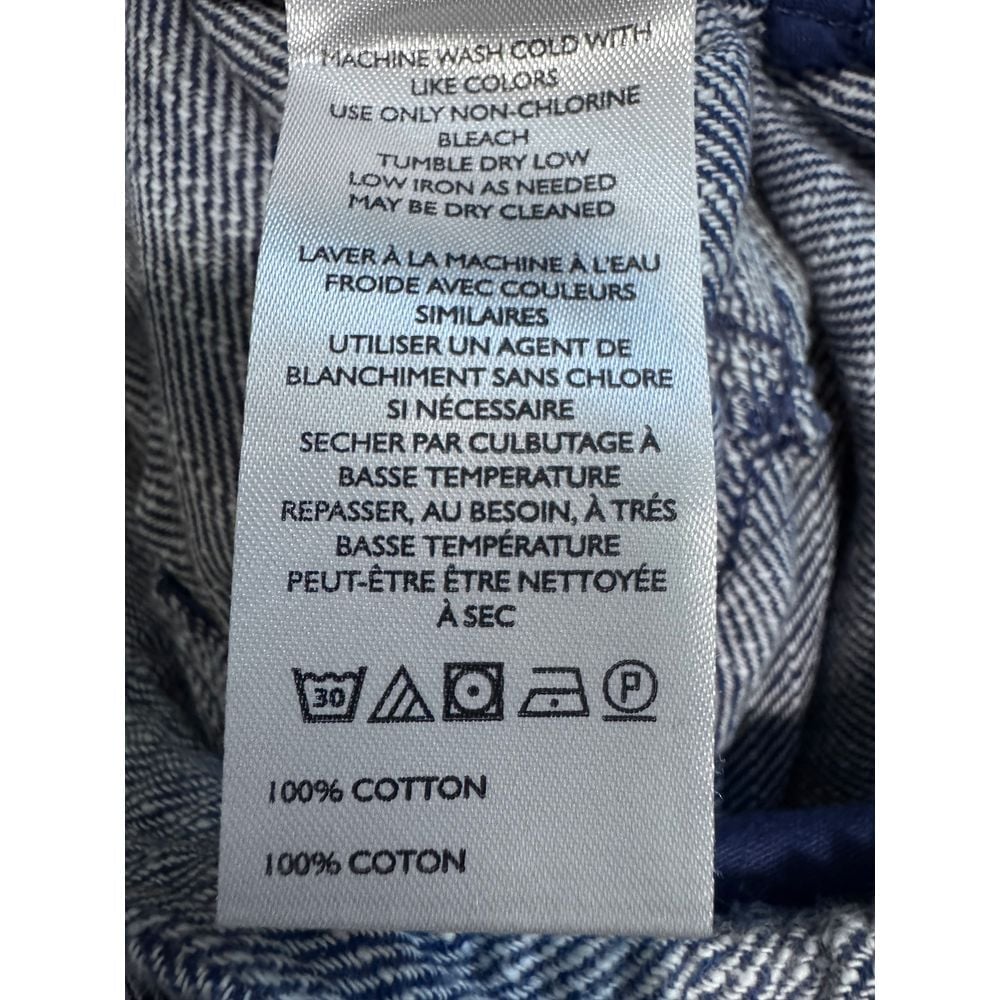 MACHINE WASH COLD WITH
LIKE COLORS
USE ONLY NON-CHLORINE
BLEACH
TUMBLE DRY LOW
LOW IRON AS NEEDED
MAY BE DRY CLEANED
LAVER À LA MACHINE À L'EAU
FROIDE AVEC COULEURS
SIMILAIRES
UTILISER UN AGENT DE
BLANCHIMENT SANS CHLORE
SI NÉCESSAIRE
SECHER PAR CULBUTAGE À
BASSE TEMPERATURE
REPASSER, AU BESOIN, À TRÉS
BASSE TEMPÉRATURE
PEUT-ÊTRE ÊTRE NETTOYÉE
À SEC
30 P
100% COTTON
100% COTON